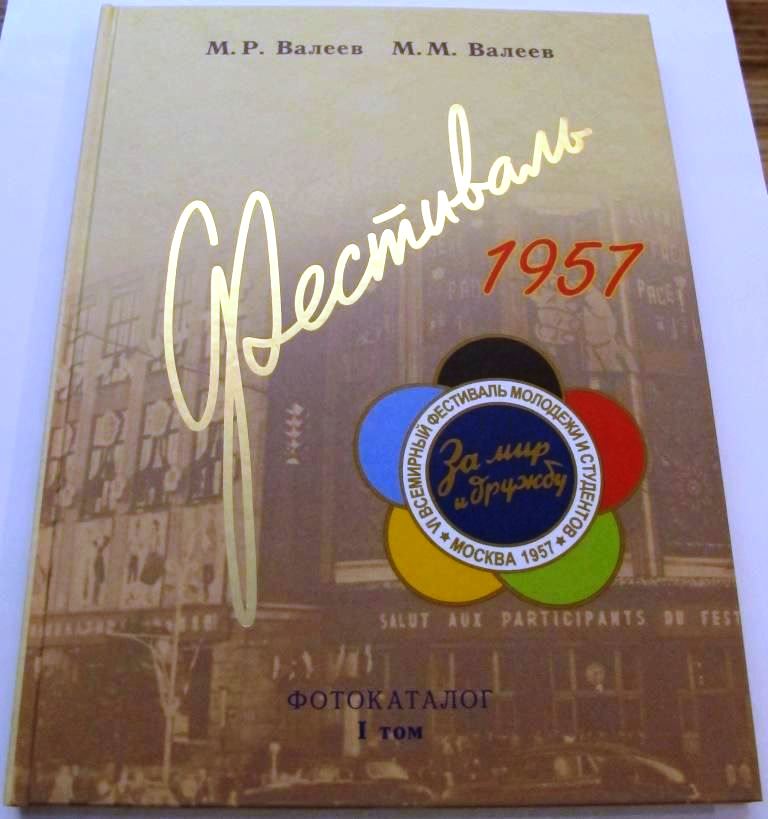 М. Р. Валеев М. М. Валеев
Фестиваль
1957
VI ВСЕМИРНЫЙ ФЕСТИВАЛЬ МОЛОДЕЖИ И СТУДЕНТОВ
За мир
и дружбу
★ МОСКВА 1957 ★
SALUT AUX PARTICIPANTS DU FEST
ФОТОКАТАЛОГ
I том